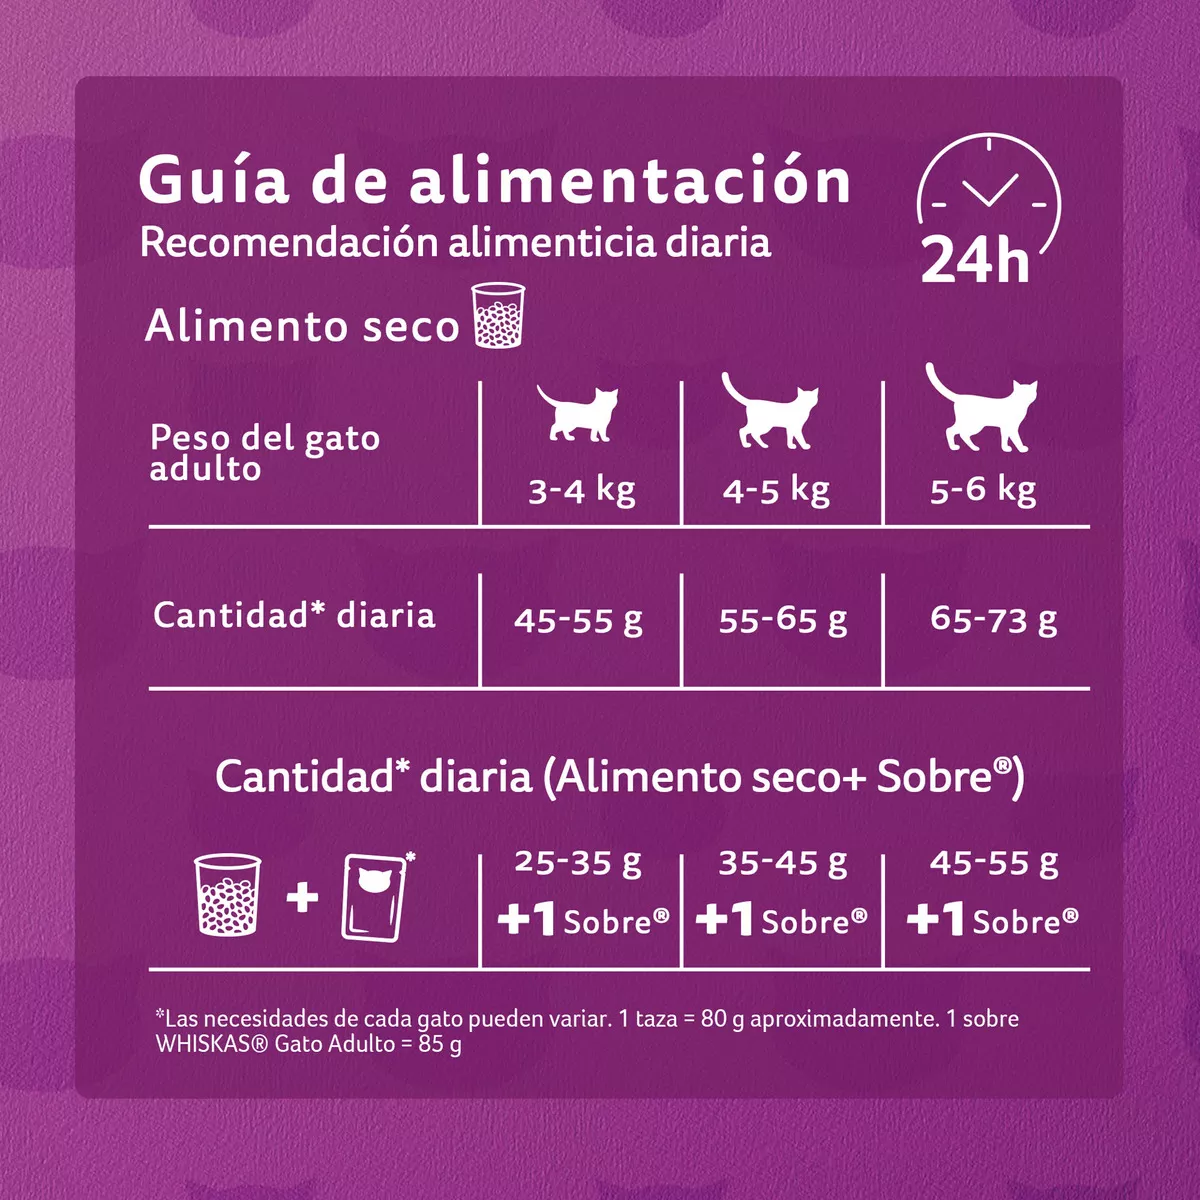 Guía de alimentación
Recomendación alimenticia diaria
24h
Alimento seco
Peso del gato
adulto
3-4 kg
4-5 kg
5-6 kg
Cantidad* diaria
45-55 g
55-65 g
65-73 g
Cantidad* diaria (Alimento seco+ Sobre®)
*
25-35 g
+1 Sobre®
35-45 g
+1 Sobre®
45-55 g
+1 Sobre®
*Las necesidades de cada gato pueden variar. 1 taza = 80 g aproximadamente. 1 sobre
WHISKAS® Gato Adulto = 85 g